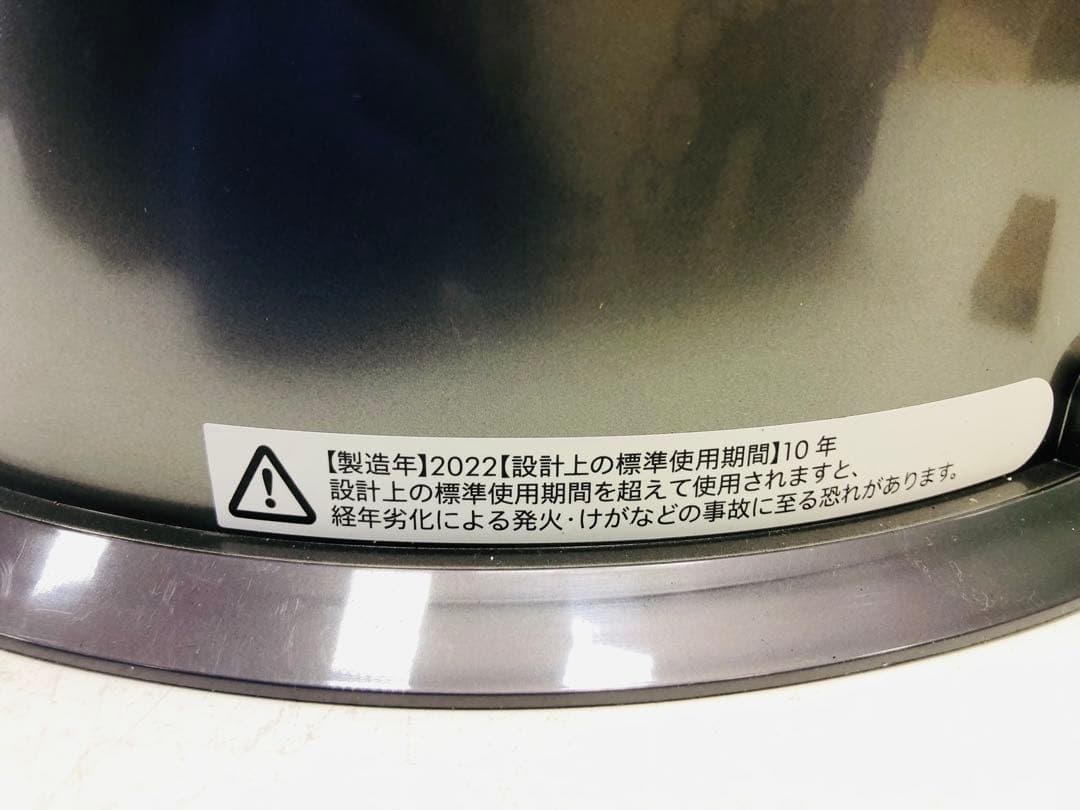 【製造年】2022【設計上の標準使用期間】10 年
設計上の標準使用期間を超えて使用されますと、
経年劣化による発火・けがなどの事故に至る恐れがあります。